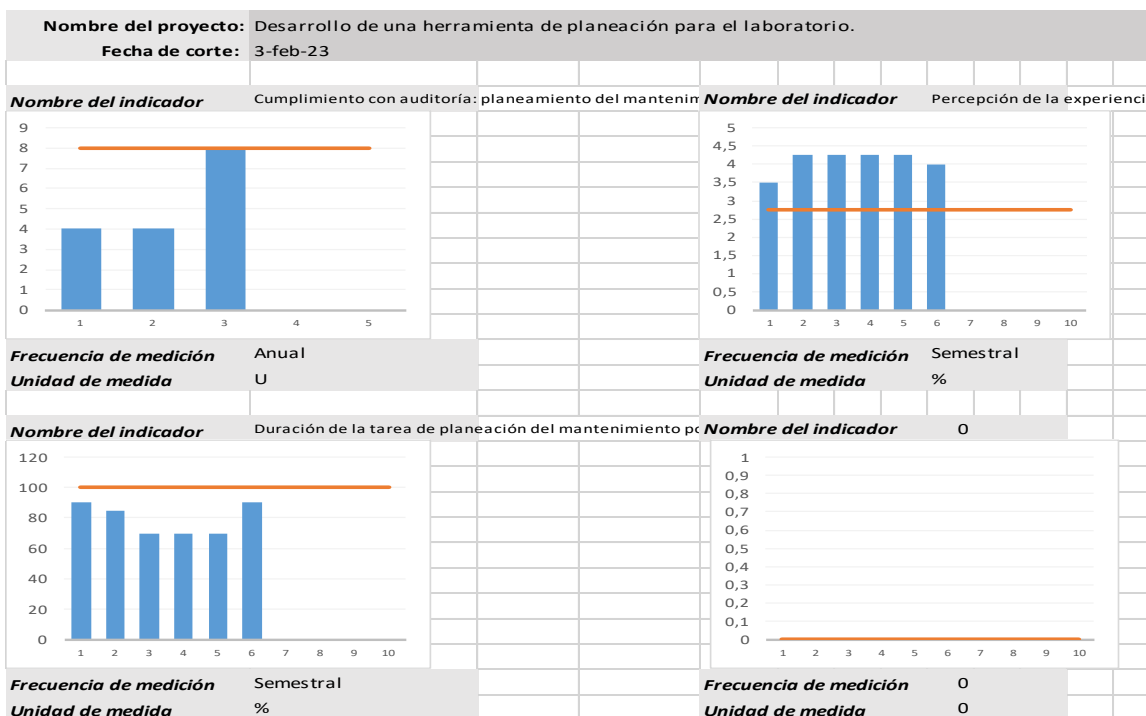 Nombre del proyecto: Desarrollo de una herramienta de planeación para el laboratorio.
Fecha de corte: 3-feb-23
Nombre del indicador Cumplimiento con auditoría: planeamiento del
9
8
7
6
5
4
3
2
1
0
1 2 3 4 5
Frecuencia de medición Anual
Unidad de medida U
Nombre del indicador Percepción de la
5
4,5
4
3,5
3
2,5
2
1,5
1
0,5
0
1 2 3 4 5 6 7 8 9 10
Frecuencia de medición Semestral
Unidad de medida %
Nombre del indicador Duración de la tarea de planeación del mantenimiento
120
100
80
60
40
20
0
1 2 3 4 5 6 7 8 9 10
Frecuencia de medición Semestral
Unidad de medida %
Nombre del indicador 0
1
0,9
0,8
0,7
0,6
0,5
0,4
0,3
0,2
0,1
0
1 2 3 4 5 6 7 8 9 10
Frecuencia de medición 0
Unidad de medida 0